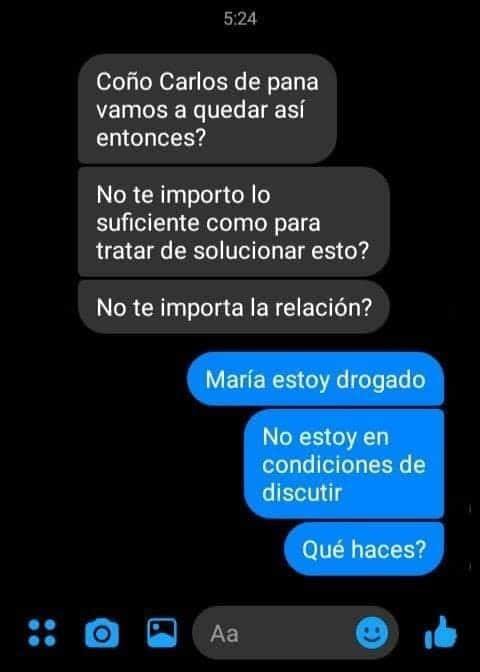 5:24
Coño Carlos de pana
vamos a quedar así
entonces?
No te importo lo
suficiente como para
tratar de solucionar esto?
No te importa la relación?
María estoy drogado
No estoy en
condiciones de
discutir
Qué haces?
Aa